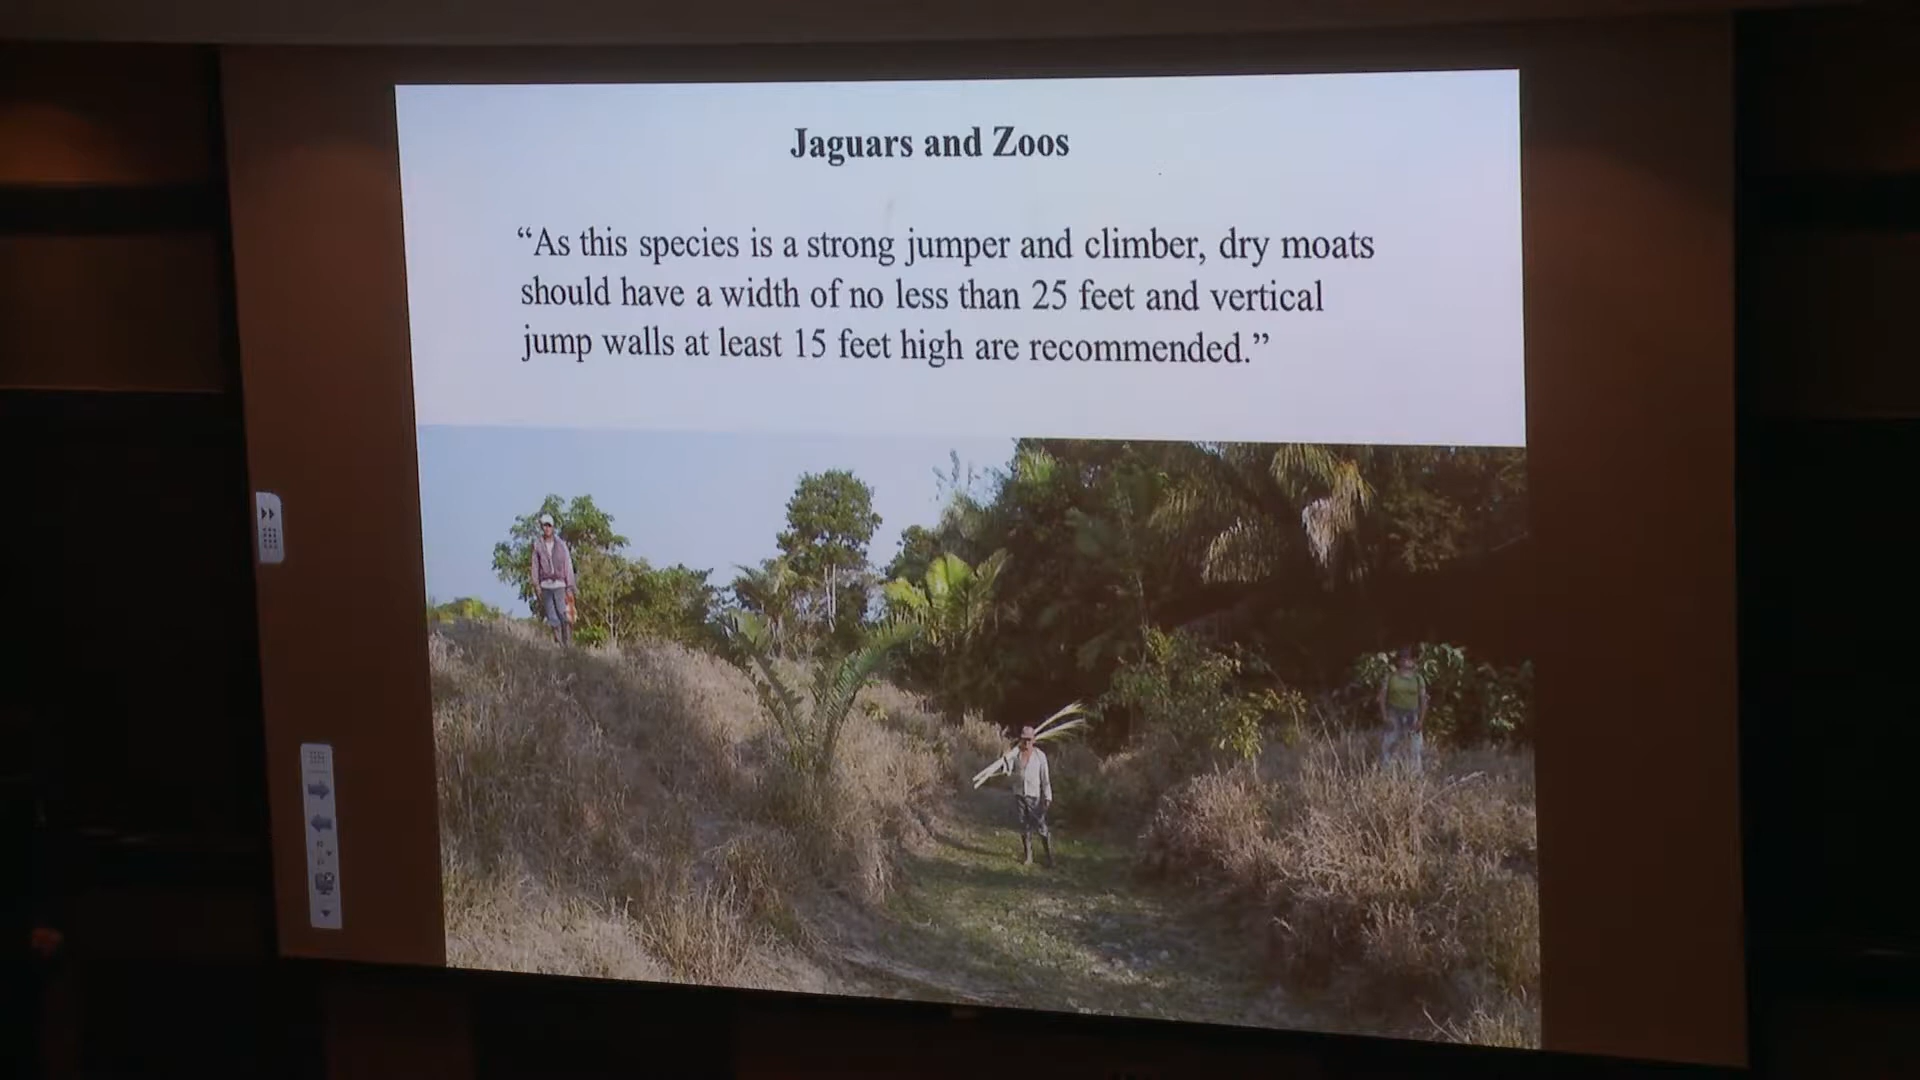 Jaguars and Zoos
“As this species is a strong jumper and climber, dry moats
should have a width of no less than 25 feet and vertical
jump walls at least 15 feet high are recommended.”